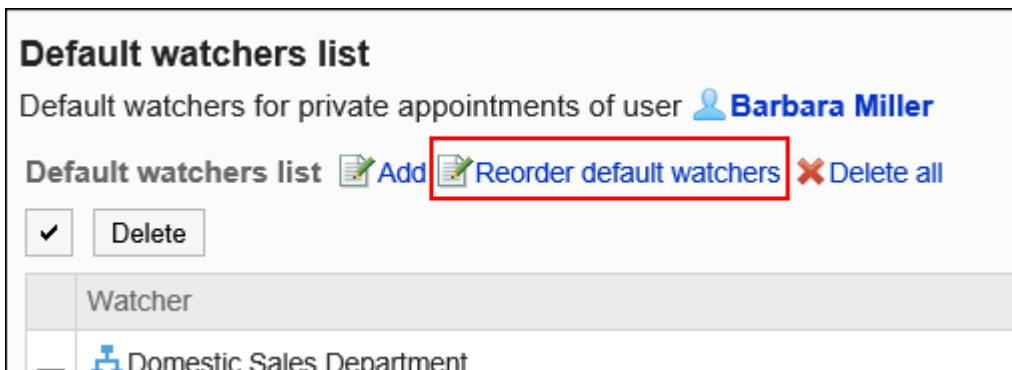 Default watchers list
Default watchers for private appointments of user Barbara Miller
Default watchers list Add Reorder default watchers Delete all
Delete
Watcher
Domestic Sales Department